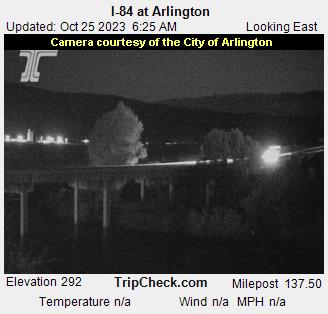 I-84 at Arlington
Updated: Oct 25 2023 6:25 AM Looking East
Camera courtesy of the City of Arlington
Elevation 292 TripCheck.com Milepost 137.50
Temperature n/a Wind n/a MPH n/a